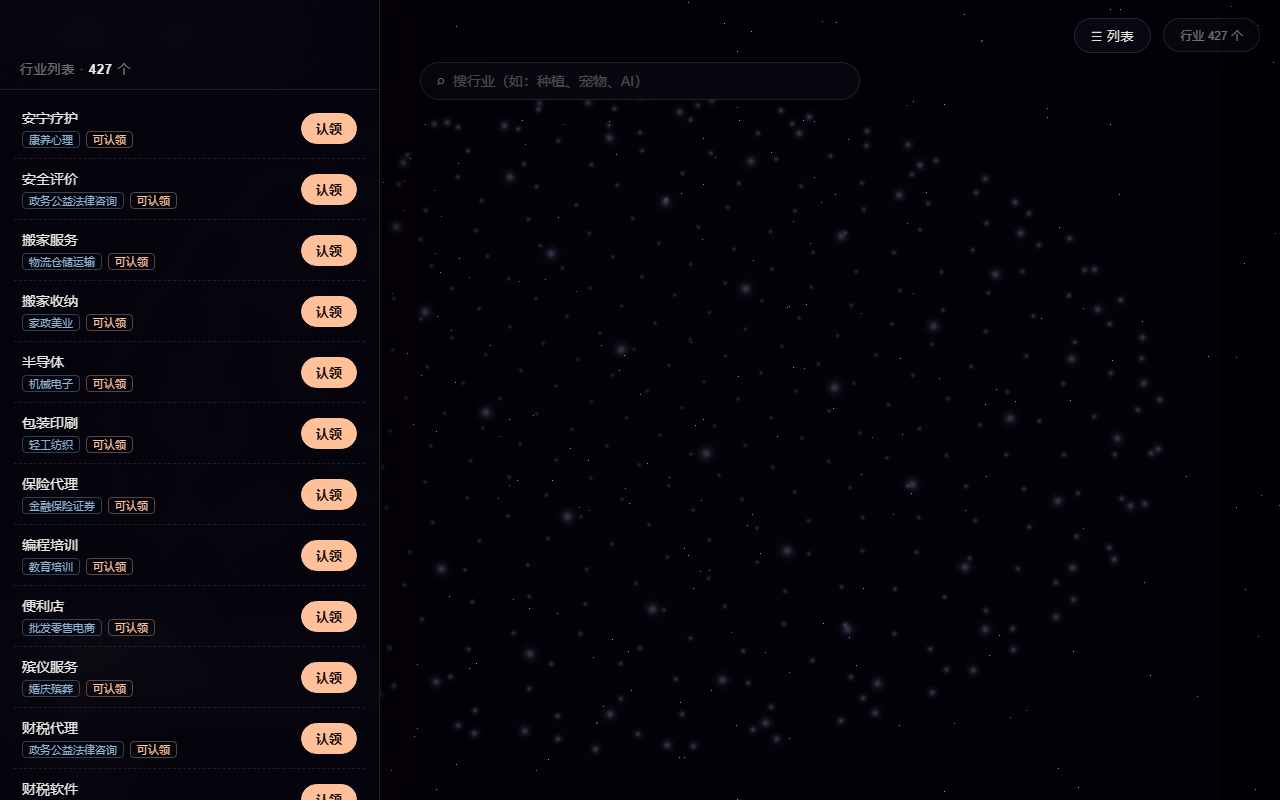 ☰ 列表
行业 427 个
行业列表 · 427 个
⌕ 搜行业（如：种植、宠物、AI）
安宁疗护
康养心理 可认领
认领
安全评价
政务公益法律咨询 可认领
认领
搬家服务
物流仓储运输 可认领
认领
搬家收纳
家政美业 可认领
认领
半导体
机械电子 可认领
认领
包装印刷
轻工纺织 可认领
认领
保险代理
金融保险证券 可认领
认领
编程培训
教育培训 可认领
认领
便利店
批发零售电商 可认领
认领
殡仪服务
婚庆殡葬 可认领
认领
财税代理
政务公益法律咨询 可认领
认领
财税软件
认领